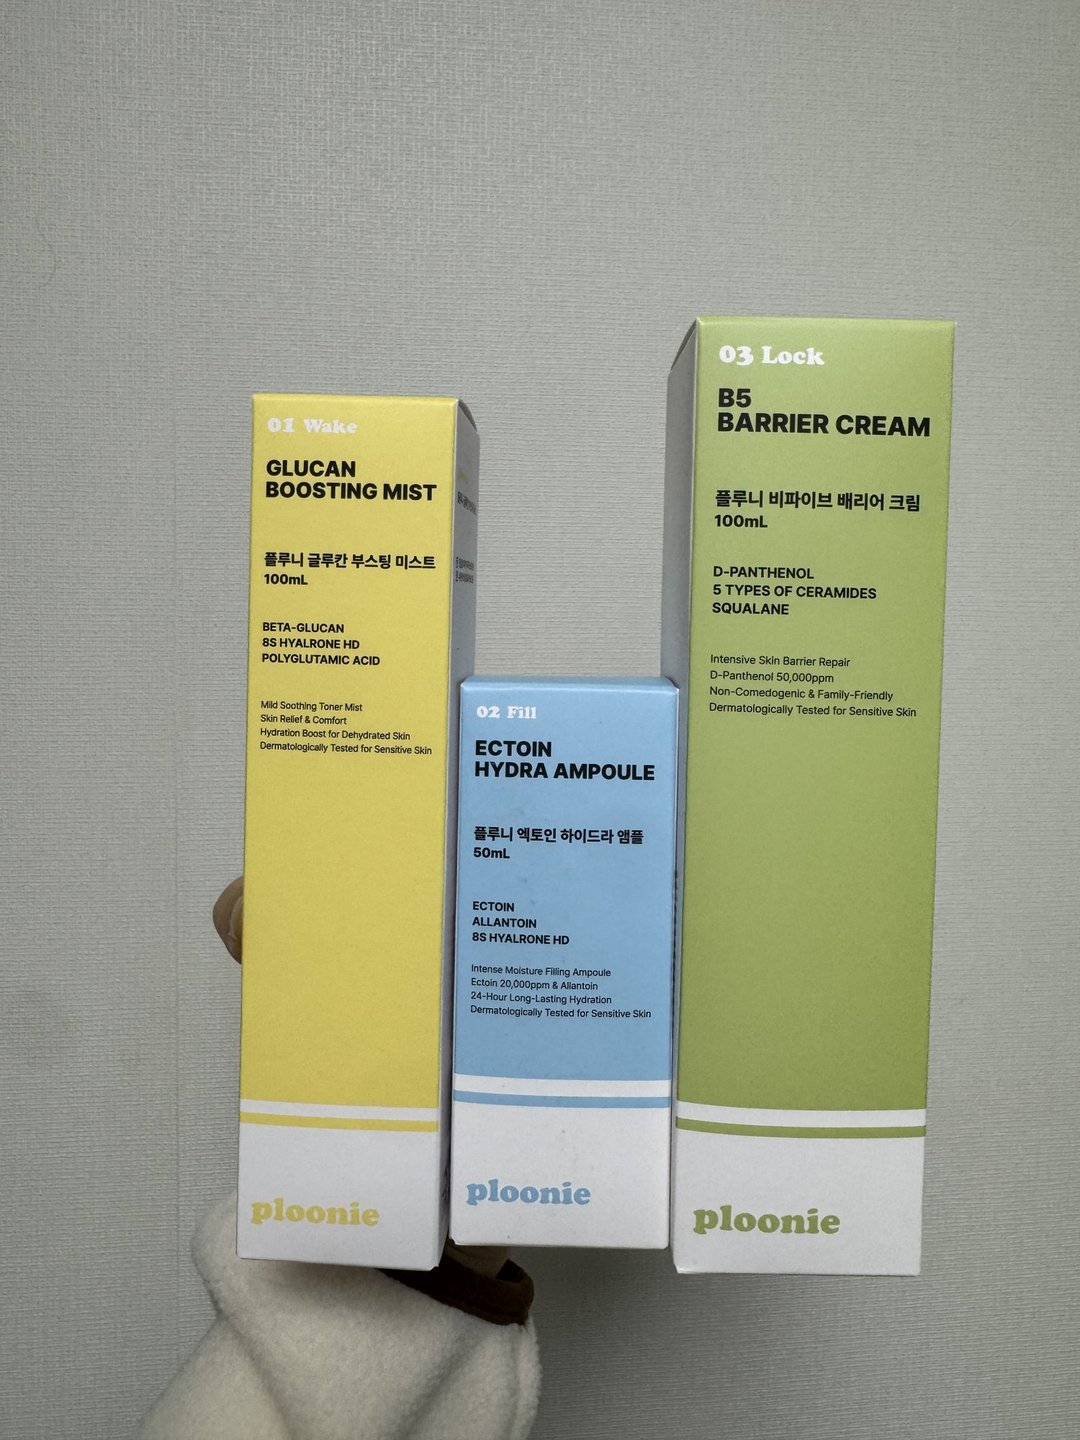 01 Wake
GLUCAN
BOOSTING MIST
플루니 글루칸 부스팅 미스트
100mL
BETA-GLUCAN
8S HYALRONE HD
POLYGLUTAMIC ACID
Mild Soothing Toner Mist
Skin Relief & Comfort
Hydration Boost for Dehydrated Skin
Dermatologically Tested for Sensitive Skin
ploonie
02 Fill
ECTOIN
HYDRA AMPOULE
플루니 엑토인 하이드라 앰플
50mL
ECTOIN
ALLANTOIN
8S HYALRONE HD
Intense Moisture Filling Ampoule
Ectoin 20,000ppm & Allantoin
24-Hour Long-Lasting Hydration
Dermatologically Tested for Sensitive Skin
ploonie
03 Lock
B5
BARRIER CREAM
플루니 비파이브 배리어 크림
100mL
D-PANTHENOL
5 TYPES OF CERAMIDES
SQUALANE
Intensive Skin Barrier Repair
D-Panthenol 50,000ppm
Non-Comedogenic & Family-Friendly
Dermatologically Tested for Sensitive Skin
ploonie